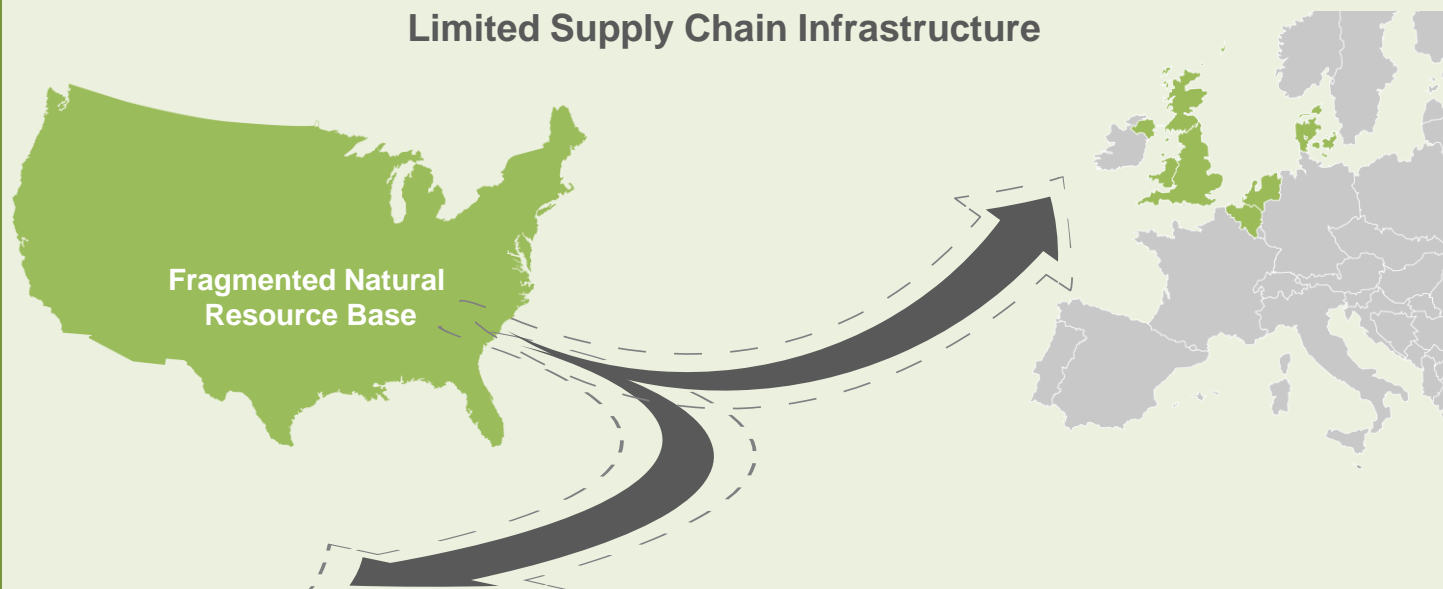 Limited Supply Chain Infrastructure
Fragmented Natural
Resource Base